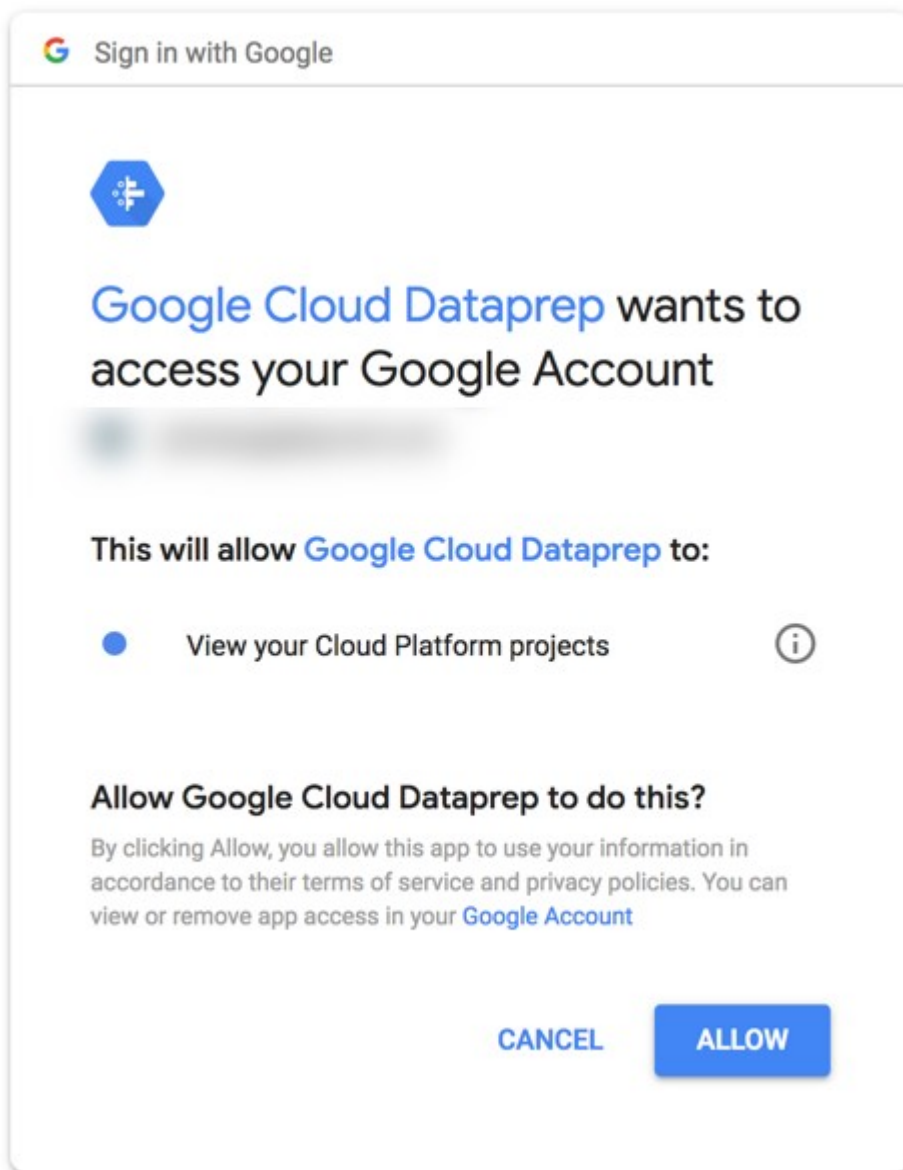 Sign in with Google
Google Cloud Dataprep wants to
access your Google Account
This will allow Google Cloud Dataprep to:
View your Cloud Platform projects
Allow Google Cloud Dataprep to do this?
By clicking Allow, you allow this app to use your information in
accordance to their terms of service and privacy policies. You can
view or remove app access in your Google Account
CANCEL ALLOW